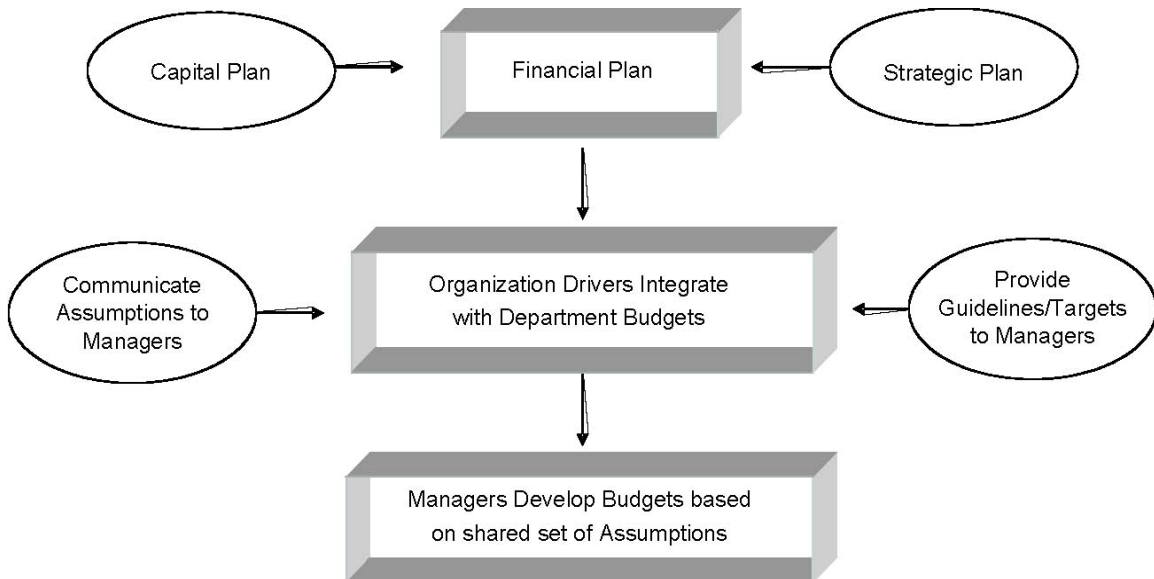 Capital Plan
Financial Plan
Strategic Plan
Communicate
Assumptions to
Managers
Organization Drivers Integrate
with Department Budgets
Provide
Guidelines/Targets
to Managers
Managers Develop Budgets based
on shared set of Assumptions